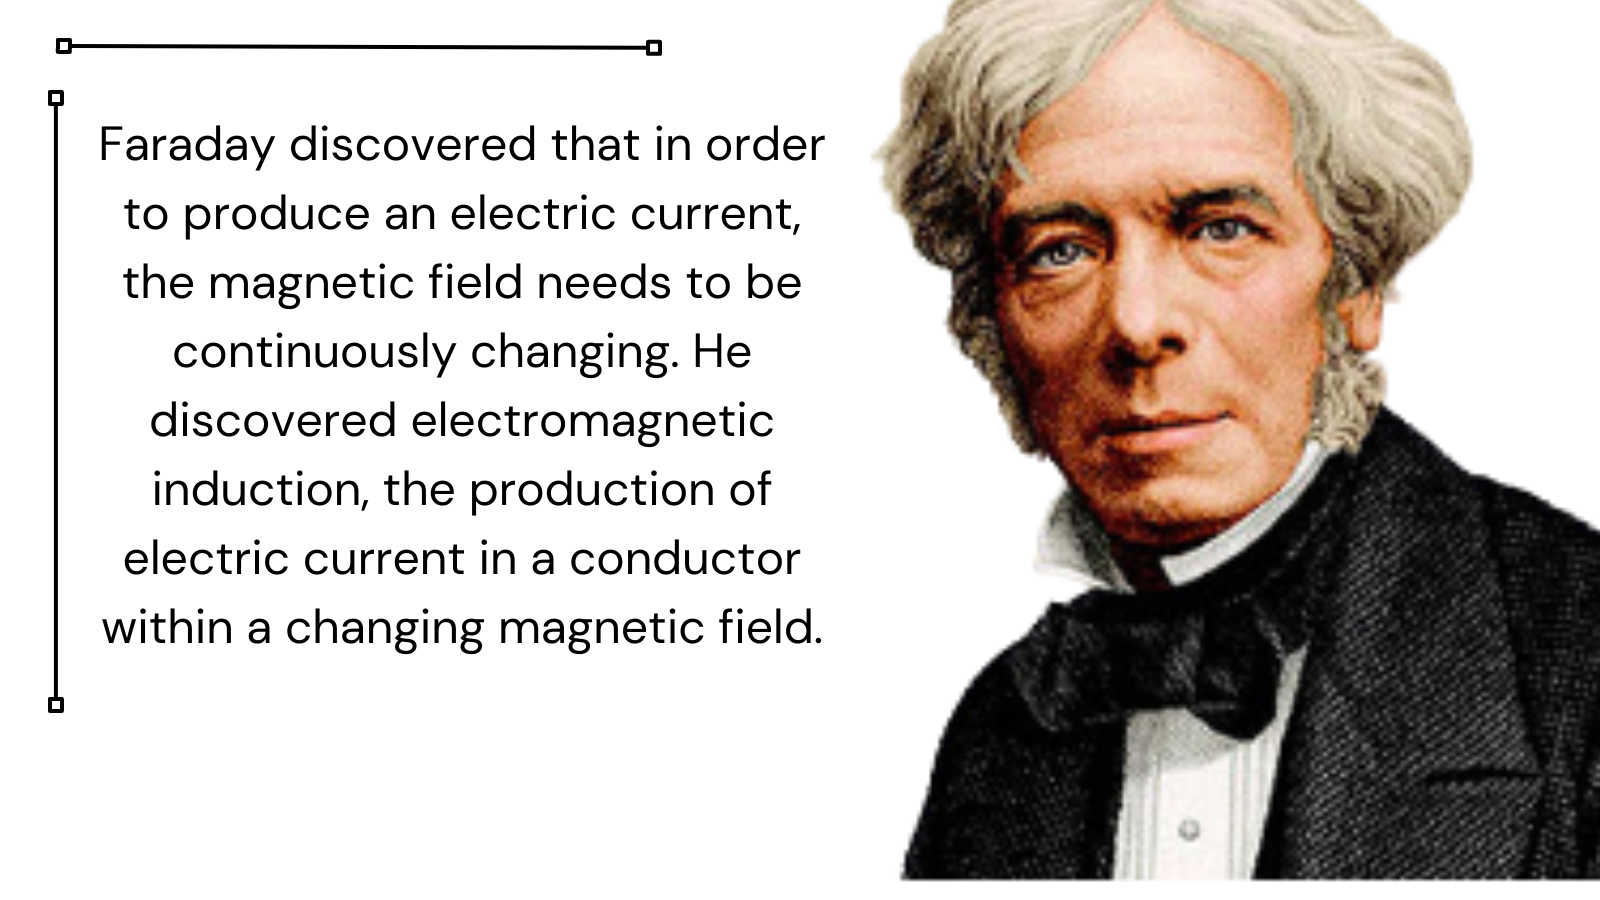 Faraday discovered that in order
to produce an electric current,
the magnetic field needs to be
continuously changing. He
discovered electromagnetic
induction, the production of
electric current in a conductor
within a changing magnetic field.